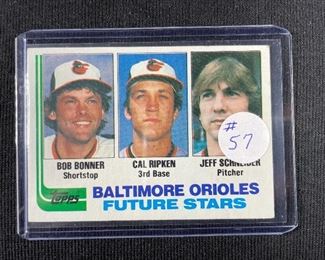 # 57
BOB BONNER
Shortstop
CAL RIPKEN
3rd Base
JEFF SCHNEIDER
Pitcher
TOPPS
BALTIMORE ORIOLES
FUTURE STARS